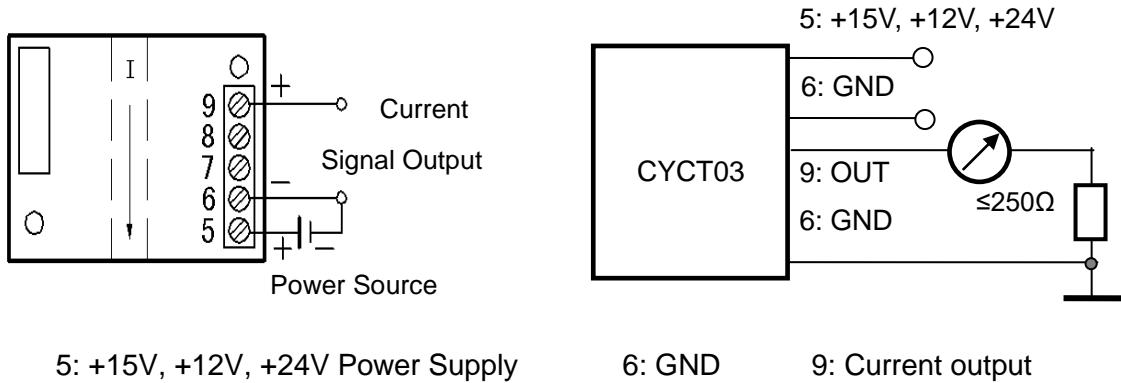 5: +15V, +12V, +24V
I
+
9
Current
6: GND
8
Signal Output
CYCT03
9: OUT
7
−
≤250Ω
6
6: GND
5
+
−
Power Source
5: +15V, +12V, +24V Power Supply
6: GND
9: Current output